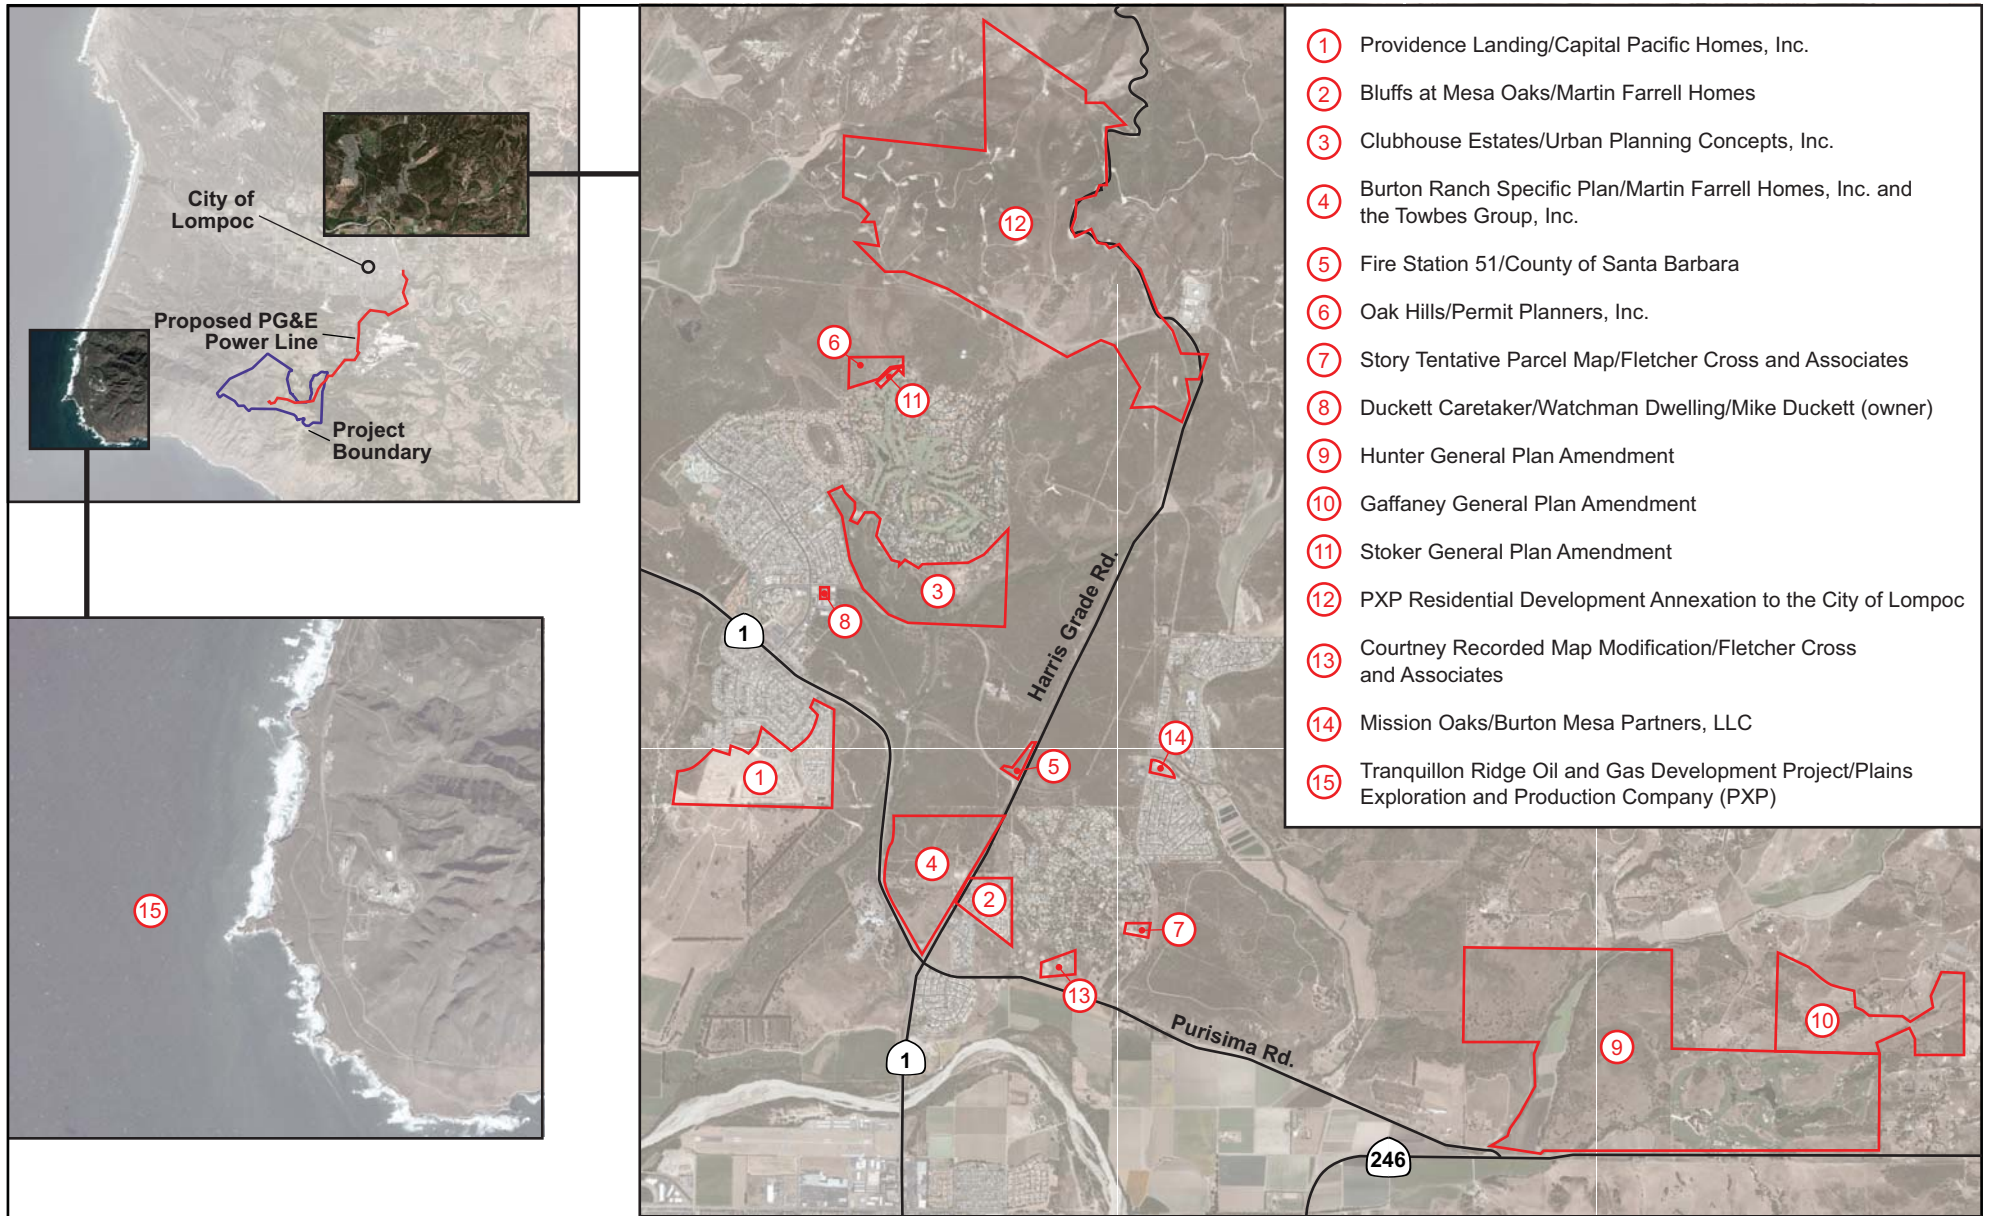 City of
Lompoc
Proposed PG&E
Power Line
Project
Boundary
15
12
6
11
3
8
1
Harris Grade Rd.
1
5
14
4
2
7
13
Purisima Rd.
1
9
10
246
1 Providence Landing/Capital Pacific Homes, Inc.
2 Bluffs at Mesa Oaks/Martin Farrell Homes
3 Clubhouse Estates/Urban Planning Concepts, Inc.
4 Burton Ranch Specific Plan/Martin Farrell Homes, Inc. and
the Towbes Group, Inc.
5 Fire Station 51/County of Santa Barbara
6 Oak Hills/Permit Planners, Inc.
7 Story Tentative Parcel Map/Fletcher Cross and Associates
8 Duckett Caretaker/Watchman Dwelling/Mike Duckett (owner)
9 Hunter General Plan Amendment
10 Gaffaney General Plan Amendment
11 Stoker General Plan Amendment
12 PXP Residential Development Annexation to the City of Lompoc
13 Courtney Recorded Map Modification/Fletcher Cross
and Associates
14 Mission Oaks/Burton Mesa Partners, LLC
15 Tranquillon Ridge Oil and Gas Development Project/Plains
Exploration and Production Company (PXP)